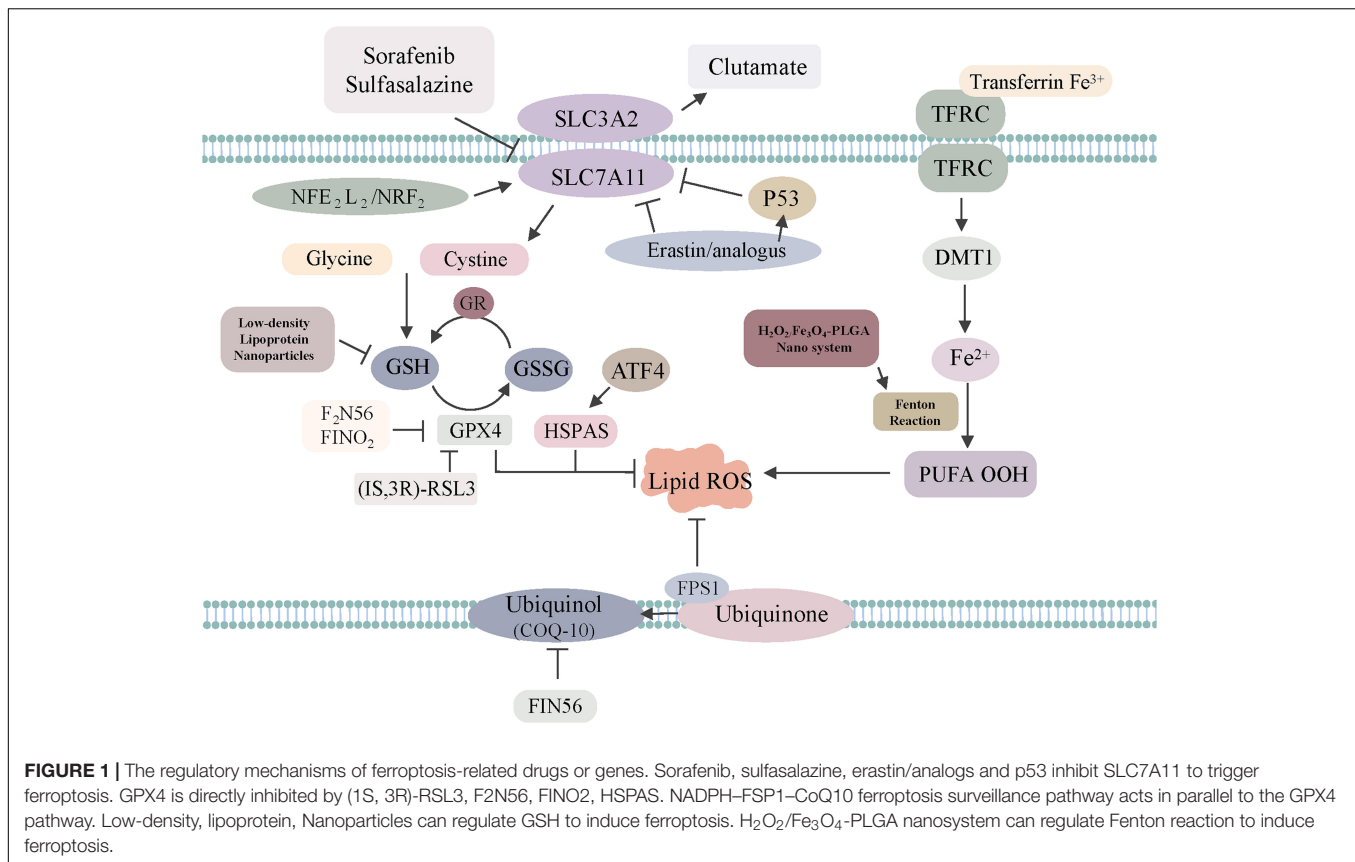 Sorafenib
Sulfasalazine
Clutamate
Transferrin Fe³⁺
TFRC
SLC3A2
TFRC
SLC7A11
NFE₂L₂/NRF₂
P53
Erastin/analogus
DMT1
Glycine
Cystine
GR
Low-density
Lipoprotein
Nanoparticles
H₂O₂/Fe₃O₄-PLGA
Nano system
Fe²⁺
GSH
GSSG
ATF4
Fenton
Reaction
F₂N56
FINO₂
GPX4
HSPAS
Lipid ROS
PUFA OOH
(IS,3R)-RSL3
FPS1
Ubiquinol
(COQ-10)
Ubiquinone
FIN56
FIGURE 1 | The regulatory mechanisms of ferroptosis-related drugs or genes. Sorafenib, sulfasalazine, erastin/analogs and p53 inhibit SLC7A11 to trigger
ferroptosis. GPX4 is directly inhibited by (1S, 3R)-RSL3, F2N56, FINO2, HSPAS. NADPH–FSP1–CoQ10 ferroptosis surveillance pathway acts in parallel to the GPX4
pathway. Low-density, lipoprotein, Nanoparticles can regulate GSH to induce ferroptosis. H₂O₂/Fe₃O₄-PLGA nanosystem can regulate Fenton reaction to induce
ferroptosis.